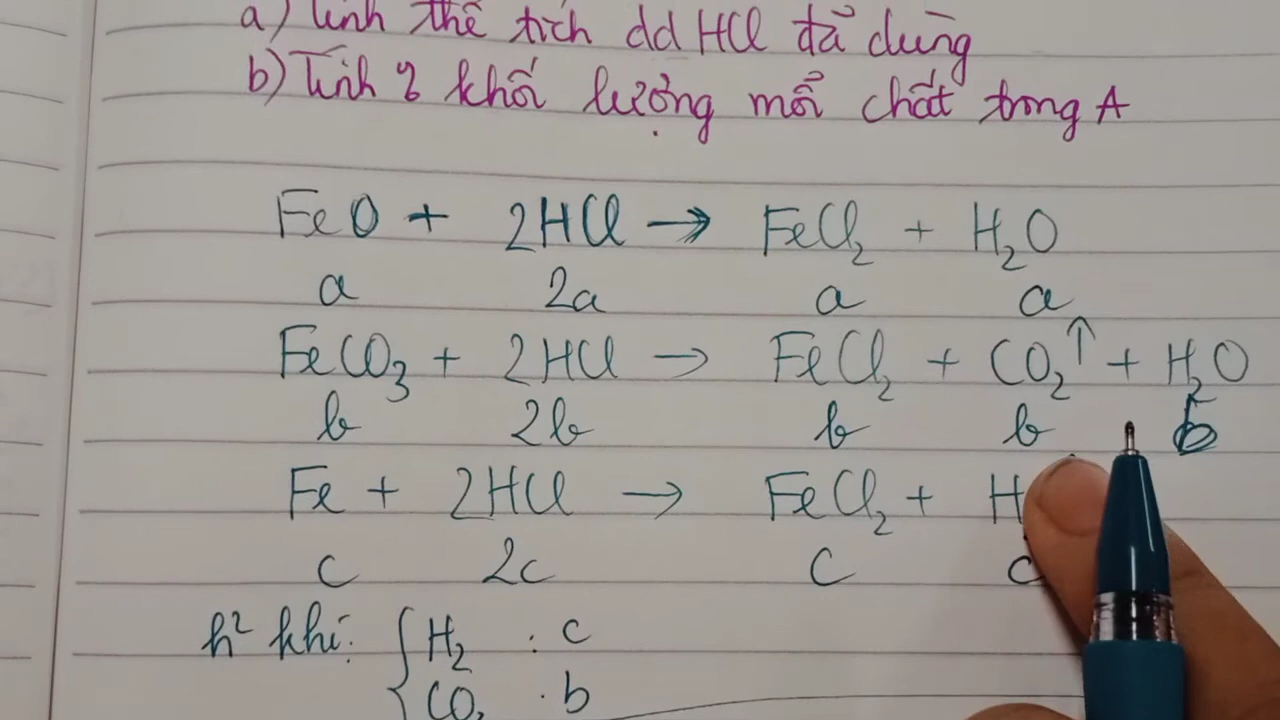 a) Tính thể tích dd HCl đã dùng
b) Tính % khối lượng mỗi chất trong A
FeO + 2HCl → FeCl₂ + H₂O
a 2a a a
FeCO₃ + 2HCl → FeCl₂ + CO₂↑ + H₂O
b 2b b b b
Fe + 2HCl → FeCl₂ + H
c 2c c c
h² khí: { H₂ : c
CO₂ : b